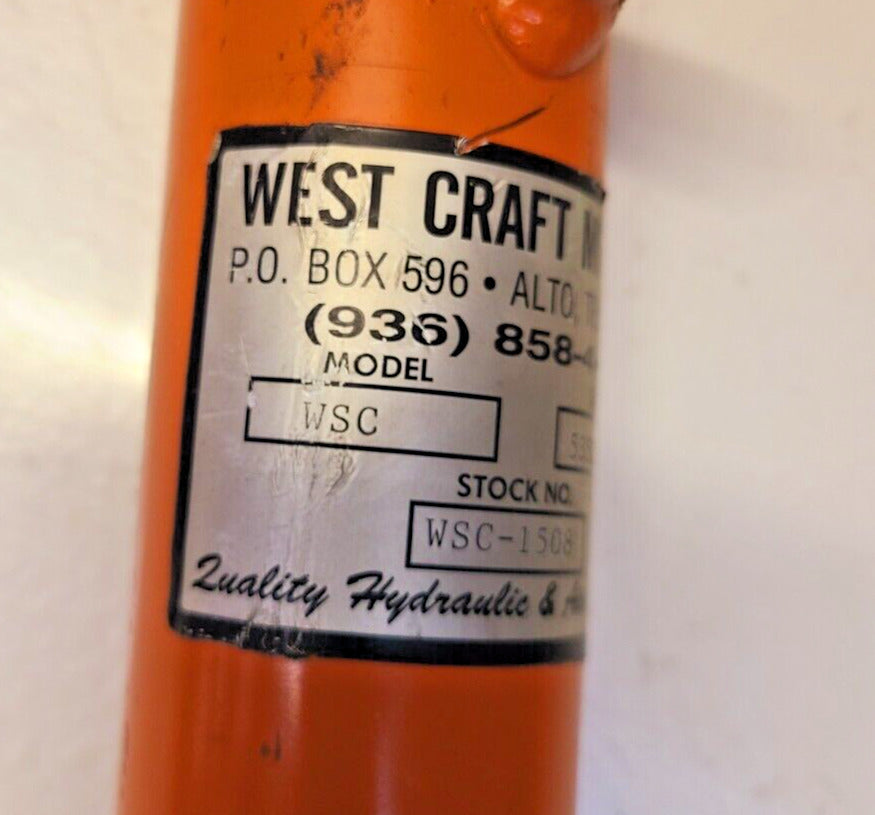 WEST CRAFT
P.O. BOX 596 • ALTO,
(936) 858-
MODEL
WSC
STOCK NO.
WSC-1508
Quality Hydraulic &